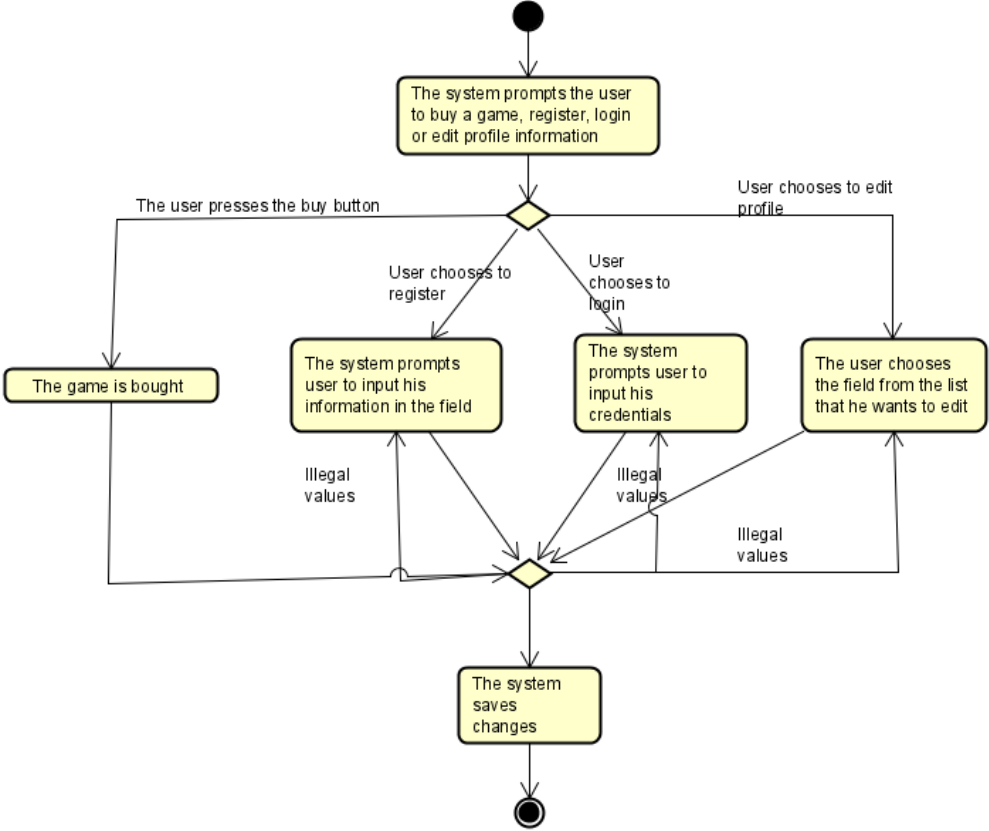 The system prompts the user
to buy a game, register, login
or edit profile information
User chooses to edit
profile
The user presses the buy button
User chooses to
register
User
chooses to
login
The game is bought
The system prompts
user to input his
information in the field
The system
prompts user to
input his
credentials
The user chooses
the field from the list
that he wants to edit
Illegal
values
Illegal
values
Illegal
values
The system
saves
changes